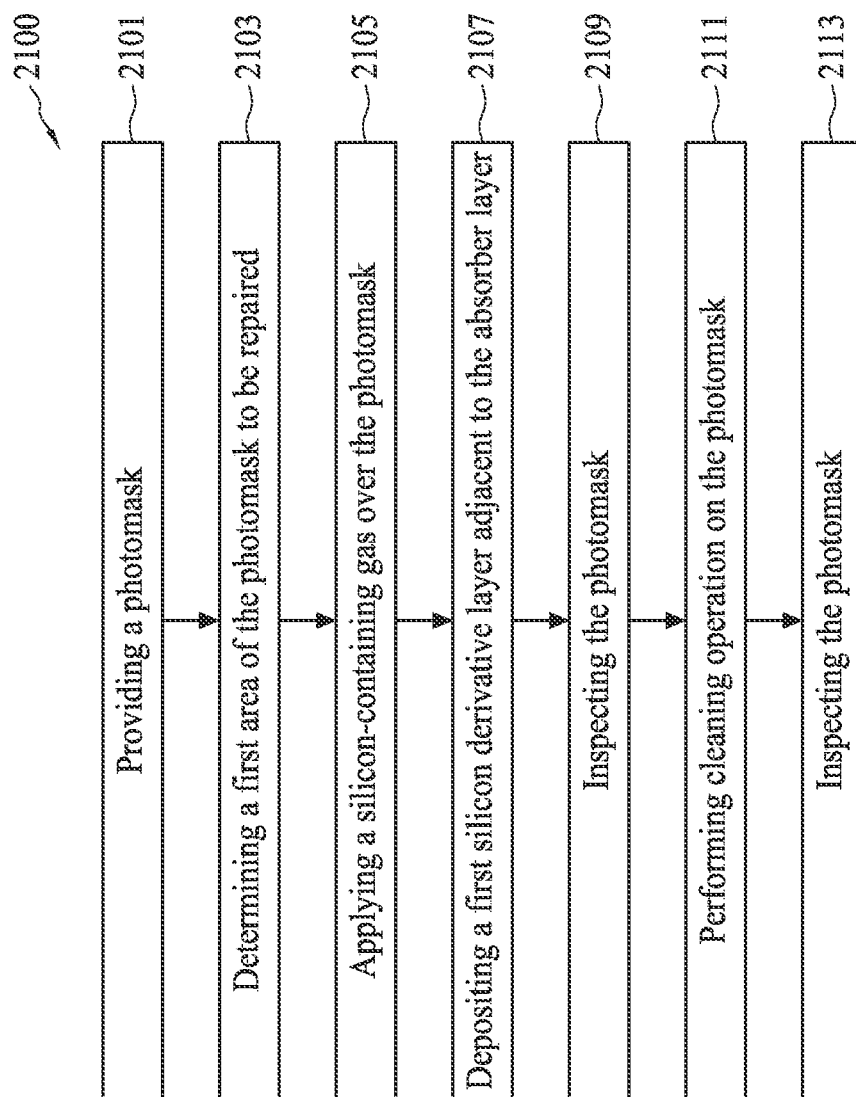 2100
Providing a photomask
2101
Determining a first area of the photomask to be repaired
2103
Applying a silicon-containing gas over the photomask
2105
Depositing a first silicon derivative layer adjacent to the absorber layer
2107
Inspecting the photomask
2109
Performing cleaning operation on the photomask
2111
Inspecting the photomask
2113